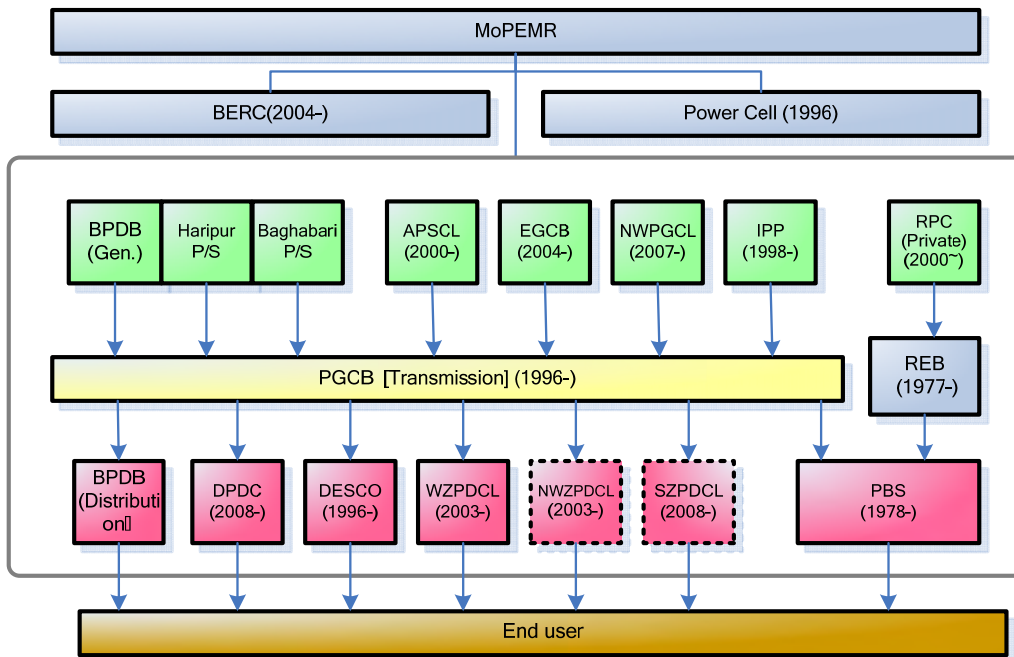 MoPEMR
BERC(2004-)
Power Cell (1996)
BPDB
(Gen.)
Haripur
P/S
Baghabari
P/S
APSCL
(2000-)
EGCB
(2004-)
NWPGCL
(2007-)
IPP
(1998-)
RPC
(Private)
(2000~)
PGCB [Transmission] (1996-)
REB
(1977-)
BPDB
(Distributi
on▯
DPDC
(2008-)
DESCO
(1996-)
WZPDCL
(2003-)
NWZPDCL
(2003-)
SZPDCL
(2008-)
PBS
(1978-)
End user